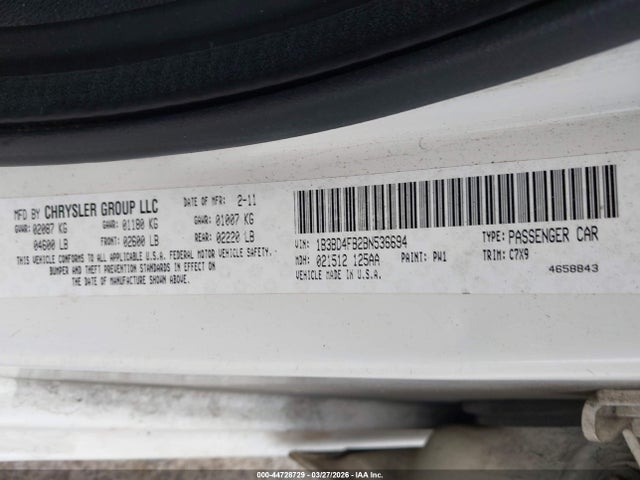 MFD BY CHRYSLER GROUP LLC DATE OF MFR: 2-11
GVWR: 02087 KG GAWR: 01180 KG GAWR: 01007 KG
04600 LB FRONT: 02600 LB REAR: 02220 LB
THIS VEHICLE CONFORMS TO ALL APPLICABLE U.S.A. FEDERAL MOTOR VEHICLE SAFETY,
BUMPER AND THEFT PREVENTION STANDARDS IN EFFECT ON
THE DATE OF MANUFACTURE SHOWN ABOVE.
VIN: 1B3BD4FB2BN536694 TYPE: PASSENGER CAR
MDH: 021512 125AA PAINT: PW1 TRIM: C7X9
VEHICLE MADE IN U.S.A. 4658843
000-44728729 | 03/27/2026 | IAA Inc.